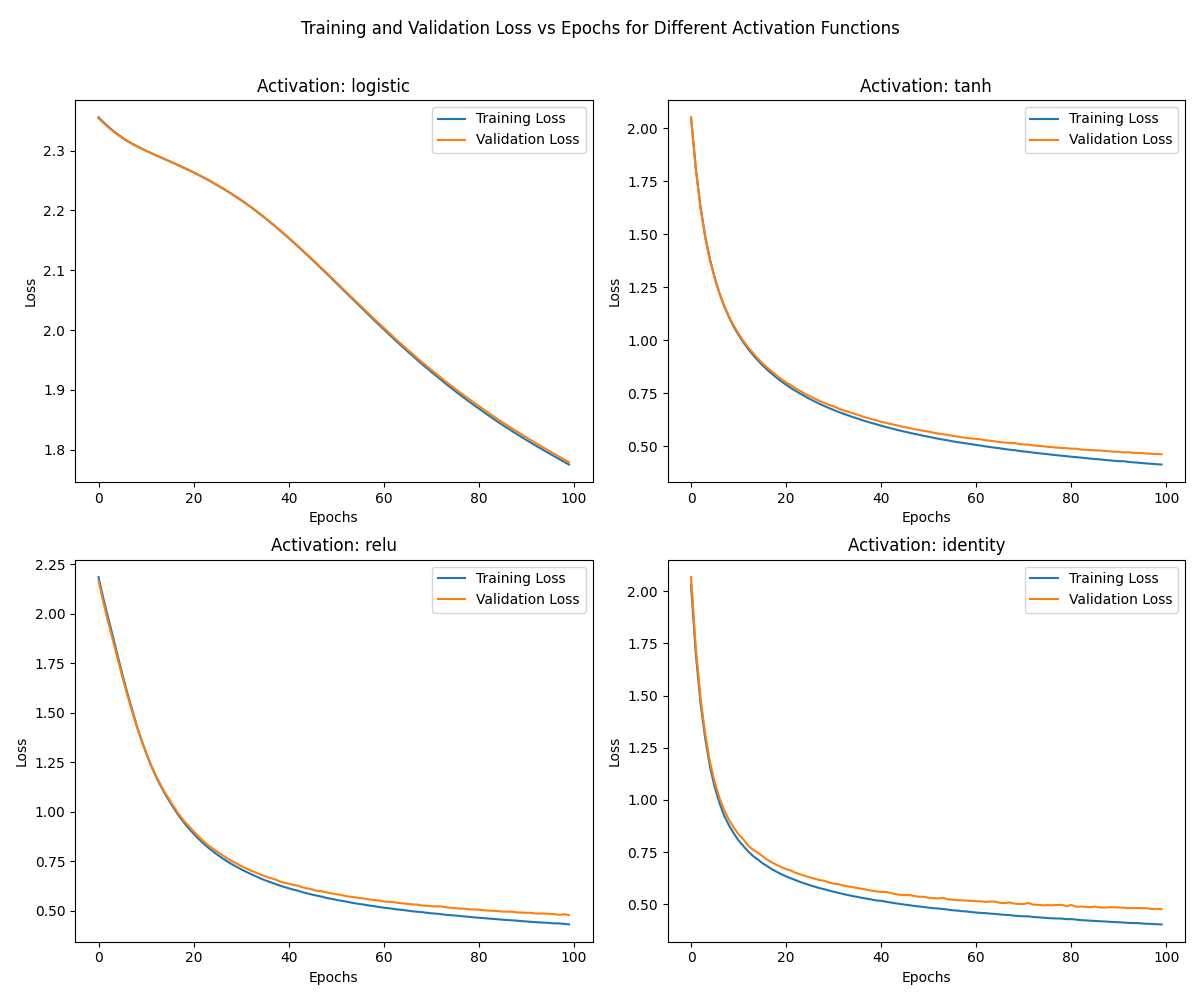 Training and Validation Loss vs Epochs for Different Activation Functions
Activation: logistic
Training Loss
Validation Loss
2.3
2.2
2.1
2.0
1.9
1.8
Loss
0 20 40 60 80 100
Epochs
Activation: tanh
Training Loss
Validation Loss
2.00
1.75
1.50
1.25
1.00
0.75
0.50
Loss
0 20 40 60 80 100
Epochs
Activation: relu
Training Loss
Validation Loss
2.25
2.00
1.75
1.50
1.25
1.00
0.75
0.50
Loss
0 20 40 60 80 100
Epochs
Activation: identity
Training Loss
Validation Loss
2.00
1.75
1.50
1.25
1.00
0.75
0.50
Loss
0 20 40 60 80 100
Epochs